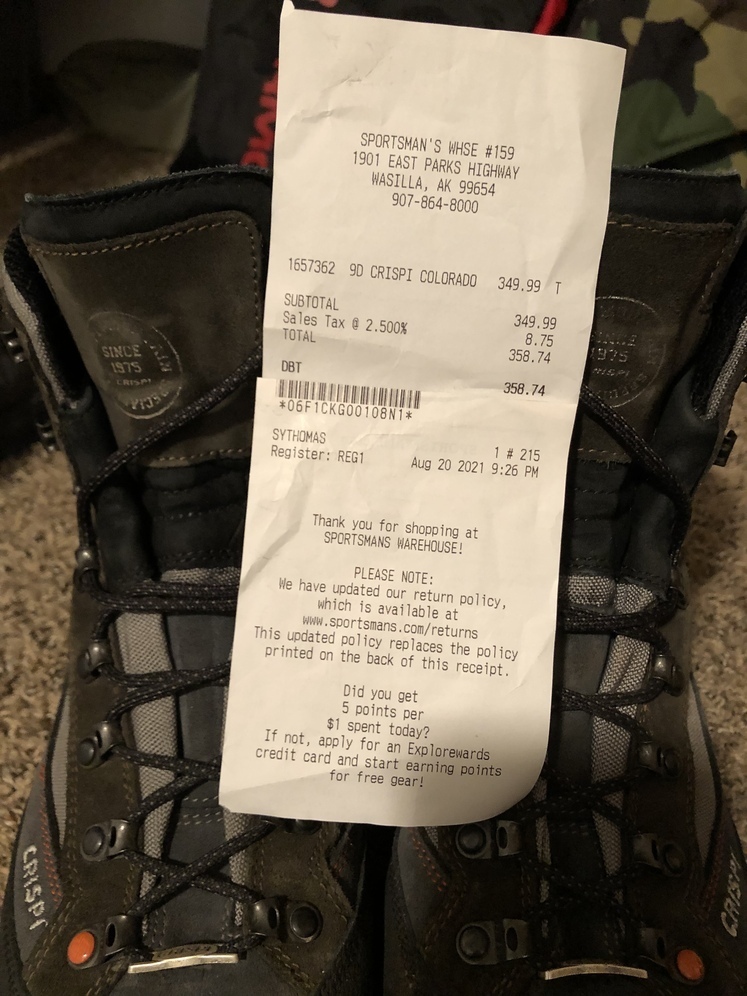 SPORTSMAN'S WHSE #159
1901 EAST PARKS HIGHWAY
WASILLA, AK 99654
907-864-8000
1657362 9D CRISPI COLORADO 349.99 T
SUBTOTAL 349.99
Sales Tax @ 2.500% 8.75
TOTAL 358.74
DBT 358.74
*06F1CKG00108N1*
SYTHOMAS 1 # 215
Register: REG1 Aug 20 2021 9:26 PM
Thank you for shopping at
SPORTSMANS WAREHOUSE!
PLEASE NOTE:
We have updated our return policy,
which is available at
www.sportsmans.com/returns
This updated policy replaces the policy
printed on the back of this receipt.
Did you get
5 points per
$1 spent today?
If not, apply for an Explorewards
credit card and start earning points
for free gear!
SINCE
1975
CRISPI
1975
CRISPI
CRISPI